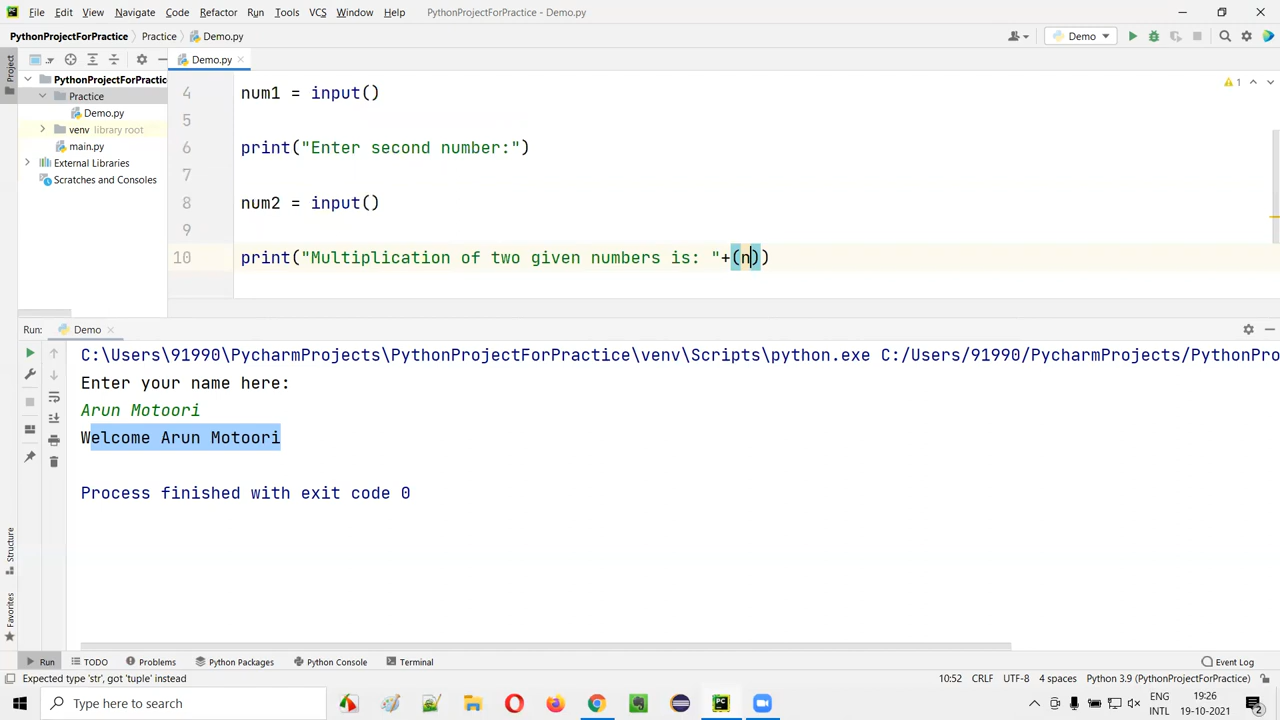 File Edit View Navigate Code Refactor Run Tools VCS Window Help PythonProjectForPractice - Demo.py
PythonProjectForPractice Practice Demo.py Demo
Project Demo.py
PythonProjectForPractic
Practice
Demo.py
venv library root
main.py
External Libraries
Scratches and Consoles
1
4 num1 = input()
5
6 print("Enter second number:")
7
8 num2 = input()
9
10 print("Multiplication of two given numbers is: "+(n))
Run: Demo
C:\Users\91990\PycharmProjects\PythonProjectForPractice\venv\Scripts\python.exe C:/Users/91990/PycharmProjects/PythonPro
Enter your name here:
Arun Motoori
Welcome Arun Motoori
Process finished with exit code 0
Structure
Favorites
Run TODO Problems Python Packages Python Console Terminal Event Log
Expected type 'str', got 'tuple' instead 10:52 CRLF UTF-8 4 spaces Python 3.9 (PythonProjectForPractice)
Type here to search
ENG 19:26
INTL 19-10-2021 2